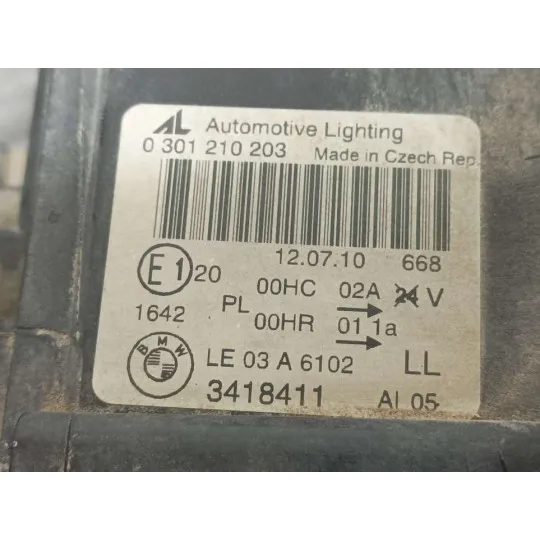 AL Automotive Lighting
0 301 210 203 Made in Czech Rep.
12.07.10 668
E1 20 00HC 02A 24 V
1642 PL 00HR 01 1a
BMW LE 03 A 6102 LL
3418411 AI 05